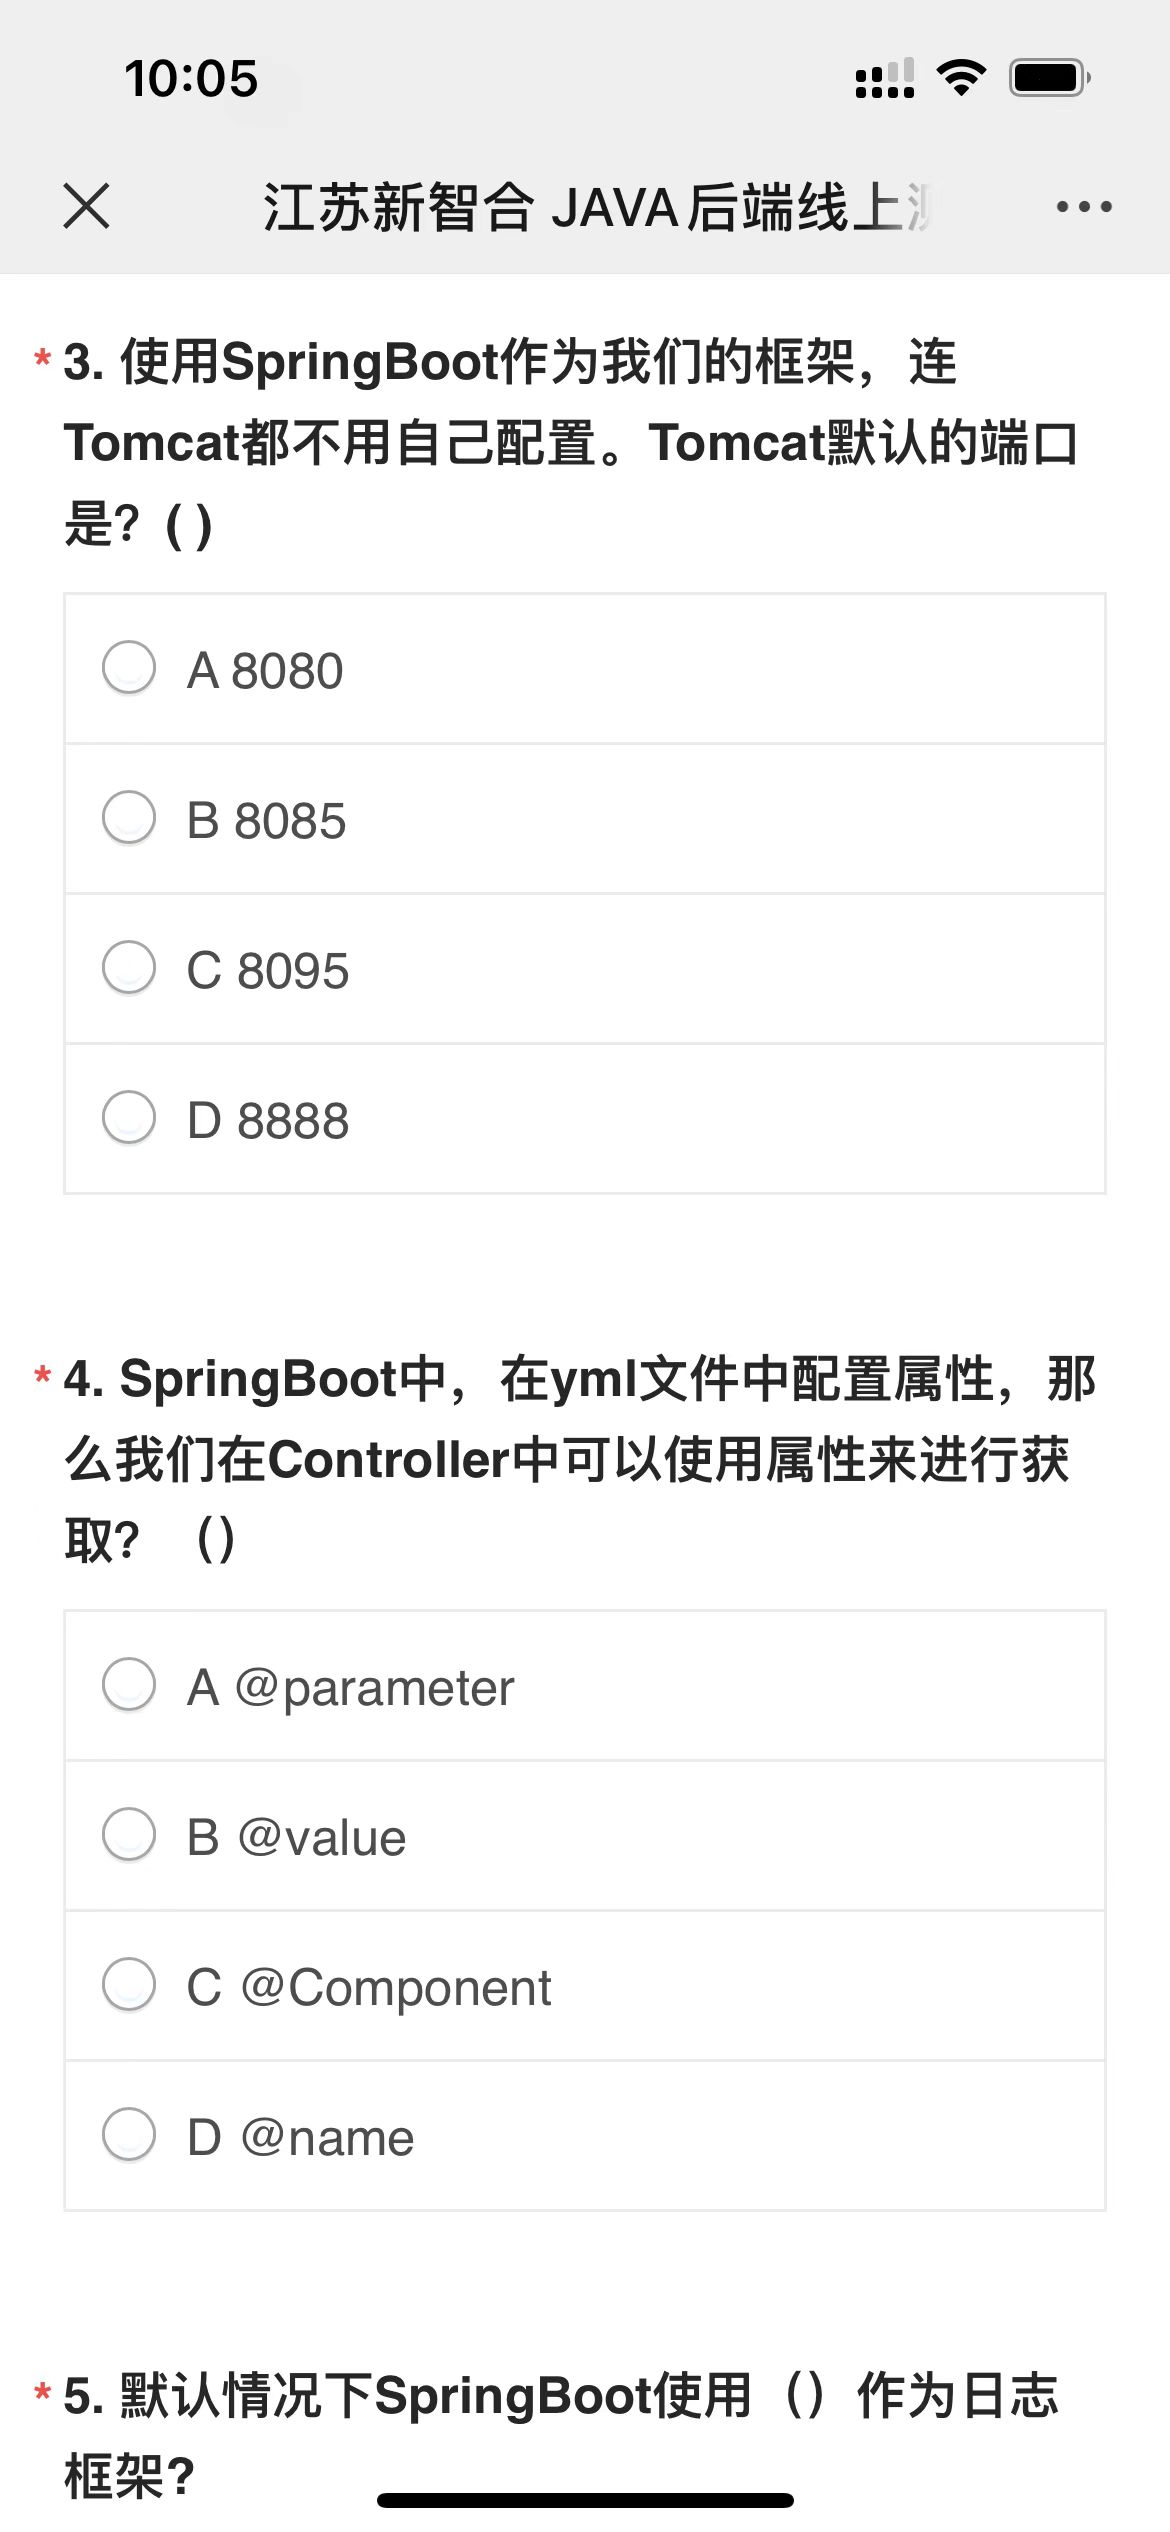 10:05
江苏新智合 JAVA后端线上
* 3. 使用SpringBoot作为我们的框架，连
Tomcat都不用自己配置。Tomcat默认的端口
是? ( )
A 8080
B 8085
C 8095
D 8888
* 4. SpringBoot中，在yml文件中配置属性，那
么我们在Controller中可以使用属性来进行获
取? （）
A @parameter
B @value
C @Component
D @name
* 5. 默认情况下SpringBoot使用（）作为日志
框架?